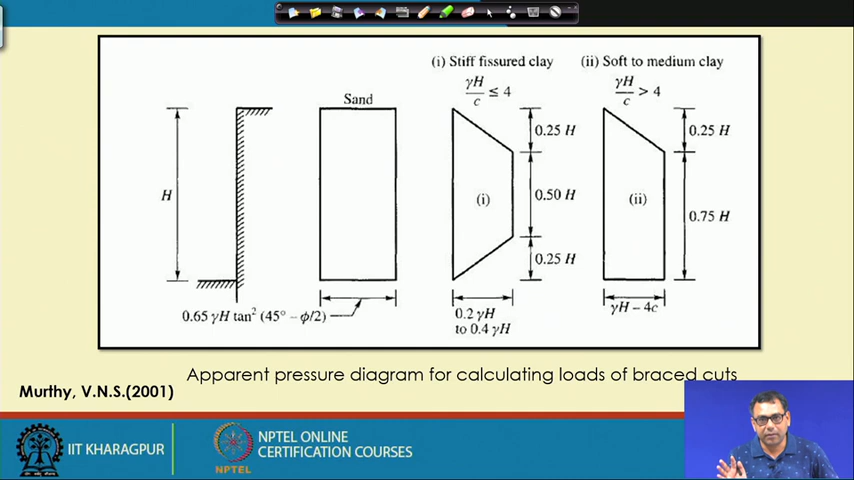 (i) Stiff fissured clay
(ii) Soft to medium clay
γH/c ≤ 4
γH/c > 4
Sand
0.25 H
0.25 H
H
(i)
0.50 H
(ii)
0.75 H
0.25 H
0.65 γH tan² (45° – ϕ/2)
0.2 γH
to 0.4 γH
γH – 4c
Apparent pressure diagram for calculating loads of braced cuts
Murthy, V.N.S.(2001)
IIT KHARAGPUR
NPTEL
NPTEL ONLINE
CERTIFICATION COURSES